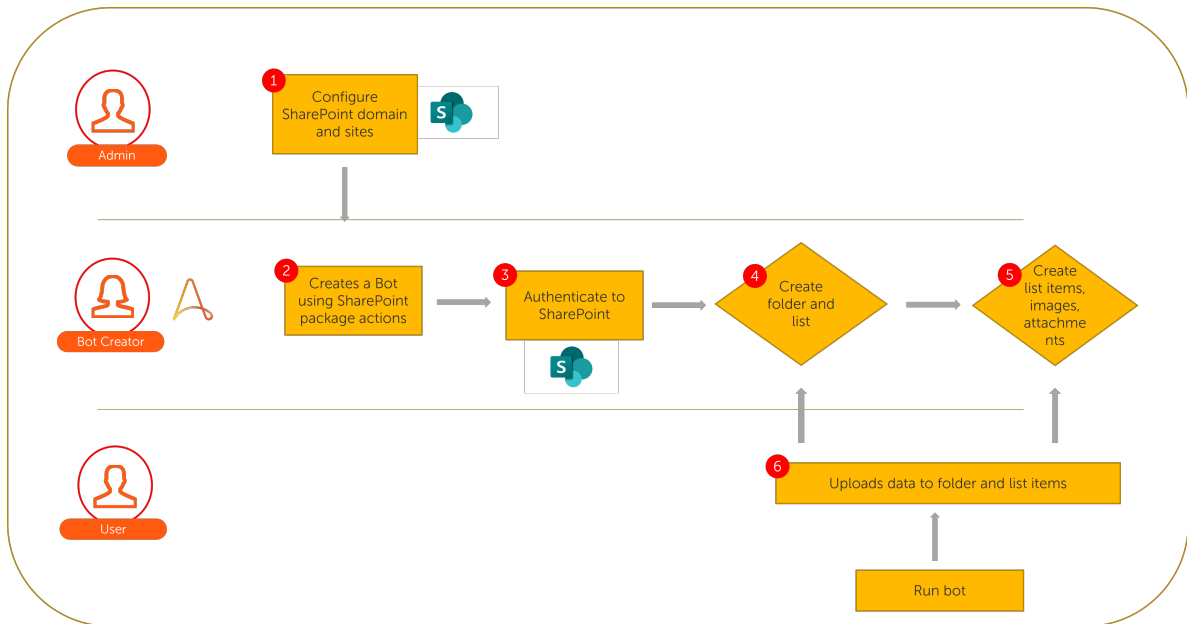 1
Configure
SharePoint domain
and sites
S
Admin
2
Creates a Bot
using SharePoint
package actions
3
Authenticate to
SharePoint
S
4
Create
folder and
list
5
Create
list items,
images,
attachme
nts
Bot Creator
6
Uploads data to folder and list items
User
Run bot